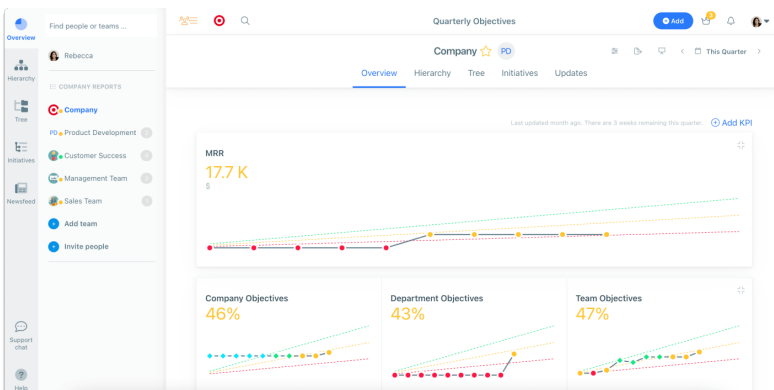 Overview
Hierarchy
Tree
Initiatives
Newsfeed
Support
chat
Help
Find people or teams ...
Rebecca
COMPANY REPORTS
Company
PD Product Development
Customer Success
Management Team
Sales Team
Add team
Invite people
Quarterly Objectives
Add
3
Company PD
This Quarter
Overview Hierarchy Tree Initiatives Updates
Last updated month ago. There are 3 weeks remaining this quarter.
Add KPI
MRR
17.7 K
$
Company Objectives
46%
Department Objectives
43%
Team Objectives
47%